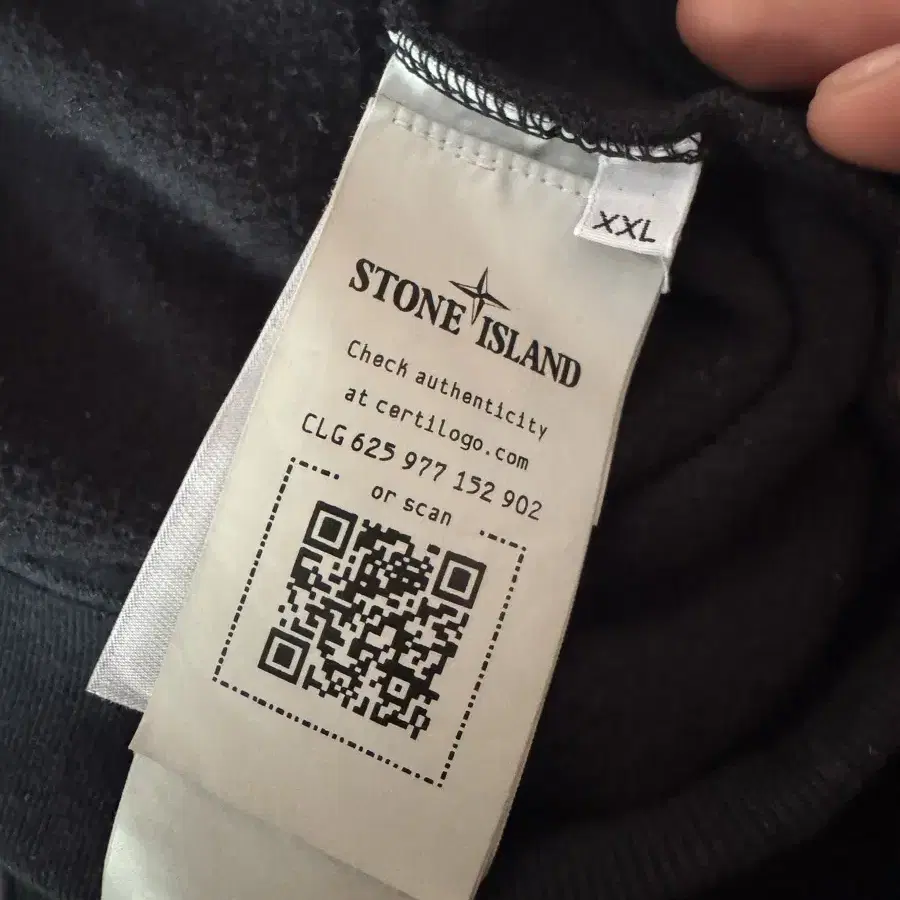 XXL
STONE ISLAND
Check authenticity
at certilogo.com
CLG 625 977 152 902
or scan